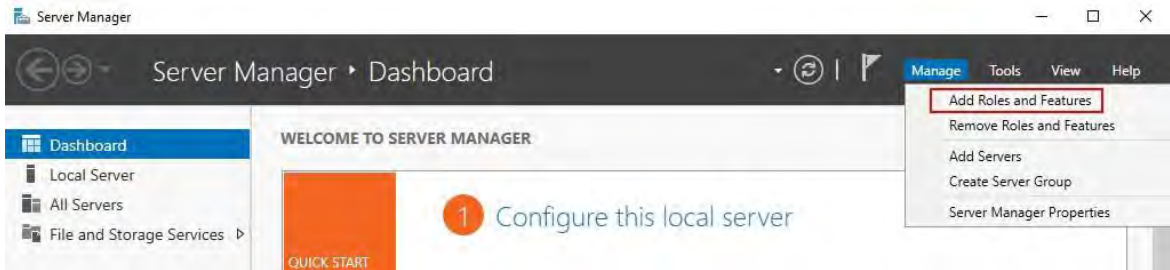 Server Manager
Server Manager • Dashboard
Manage Tools View Help
Add Roles and Features
Remove Roles and Features
Add Servers
Create Server Group
Server Manager Properties
Dashboard
Local Server
All Servers
File and Storage Services
WELCOME TO SERVER MANAGER
1 Configure this local server
QUICK START